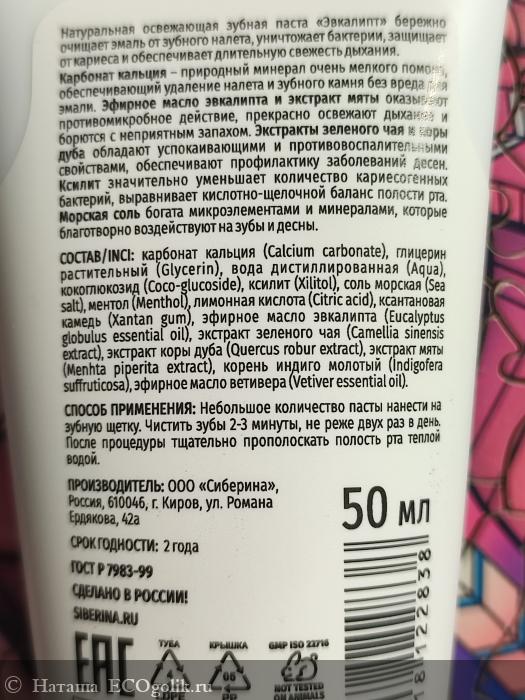 Натуральная освежающая зубная паста «Эвкалипт» бережно
очищает эмаль от зубного налета, уничтожает бактерии, защищает
от кариеса и обеспечивает длительную свежесть дыхания.
Карбонат кальция – природный минерал очень мелкого помола,
обеспечивающий удаление налета и зубного камня без вреда для
эмали. Эфирное масло эвкалипта и экстракт мяты оказывают
противомикробное действие, прекрасно освежают дыхание и
борются с неприятным запахом. Экстракты зеленого чая и коры
дуба обладают успокаивающими и противовоспалительными
свойствами, обеспечивают профилактику заболеваний десен.
Ксилит значительно уменьшает количество кариесогенных
бактерий, выравнивает кислотно-щелочной баланс полости рта.
Морская соль богата микроэлементами и минералами, которые
благотворно воздействуют на зубы и десны.
СОСТАВ/INCI: карбонат кальция (Calcium carbonate), глицерин
растительный (Glycerin), вода дистиллированная (Aqua),
кокоглюкозид (Coco-glucoside), ксилит (Xilitol), соль морская (Sea
salt), ментол (Menthol), лимонная кислота (Citric acid), ксантановая
камедь (Xantan gum), эфирное масло эвкалипта (Eucalyptus
globulus essential oil), экстракт зеленого чая (Camellia sinensis
extract), экстракт коры дуба (Quercus robur extract), экстракт мяты
(Menhta piperita extract), корень индиго молотый (Indigofera
suffruticosa), эфирное масло ветивера (Vetiver essential oil).
СПОСОБ ПРИМЕНЕНИЯ: Небольшое количество пасты нанести на
зубную щетку. Чистить зубы 2-3 минуты, не реже двух раз в день.
После процедуры тщательно прополоскать полость рта теплой
водой.
ПРОИЗВОДИТЕЛЬ: ООО «Сиберина»,
Россия, 610046, г. Киров, ул. Романа
Ердякова, 42а
50 МЛ
СРОК ГОДНОСТИ: 2 года
ГОСТ Р 7983-99
СДЕЛАНО В РОССИИ!
SIBERINA.RU
EAC
ТУБА
КРЫШКА
GMP ISO 22716
NOT TESTED
ON ANIMALS
18122838
Наташа ECOgolik.ru